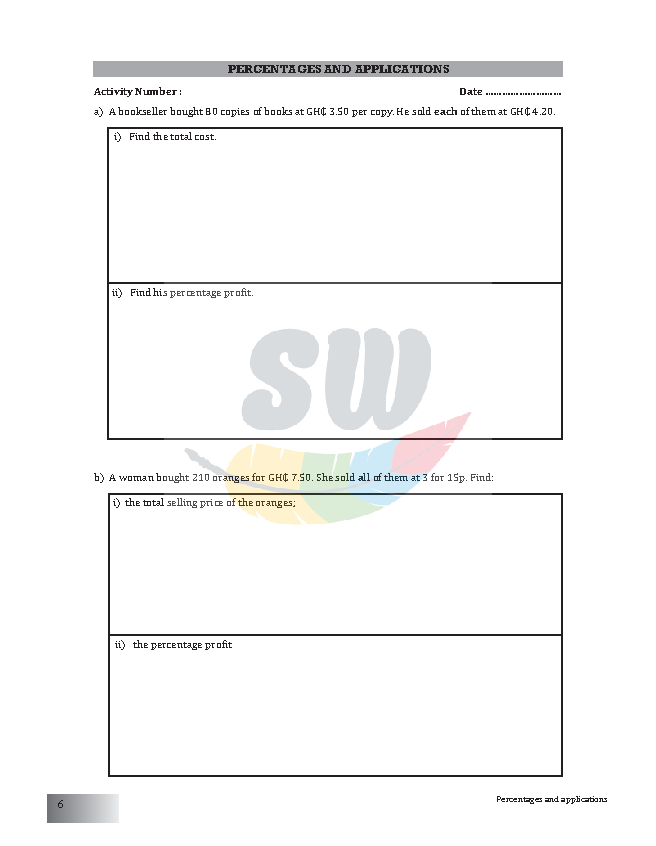 PERCENTAGES AND APPLICATIONS
Activity Number : Date ...........................
a) A bookseller bought 80 copies of books at GH₵ 3.50 per copy. He sold each of them at GH₵ 4.20.
i) Find the total cost.
ii) Find his percentage profit.
SW
b) A woman bought 210 oranges for GH₵ 7.50. She sold all of them at 3 for 15p. Find:
i) the total selling price of the oranges;
ii) the percentage profit
6
Percentages and applications